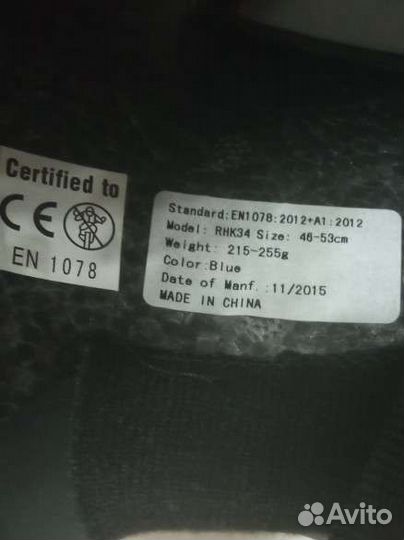 Certified to
CE
EN 1078
Standard:EN1078:2012+A1:2012
Model: RHK34 Size: 46-53cm
Weight: 215-255g
Color:Blue
Date of Manf.:11/2015
MADE IN CHINA
Avito